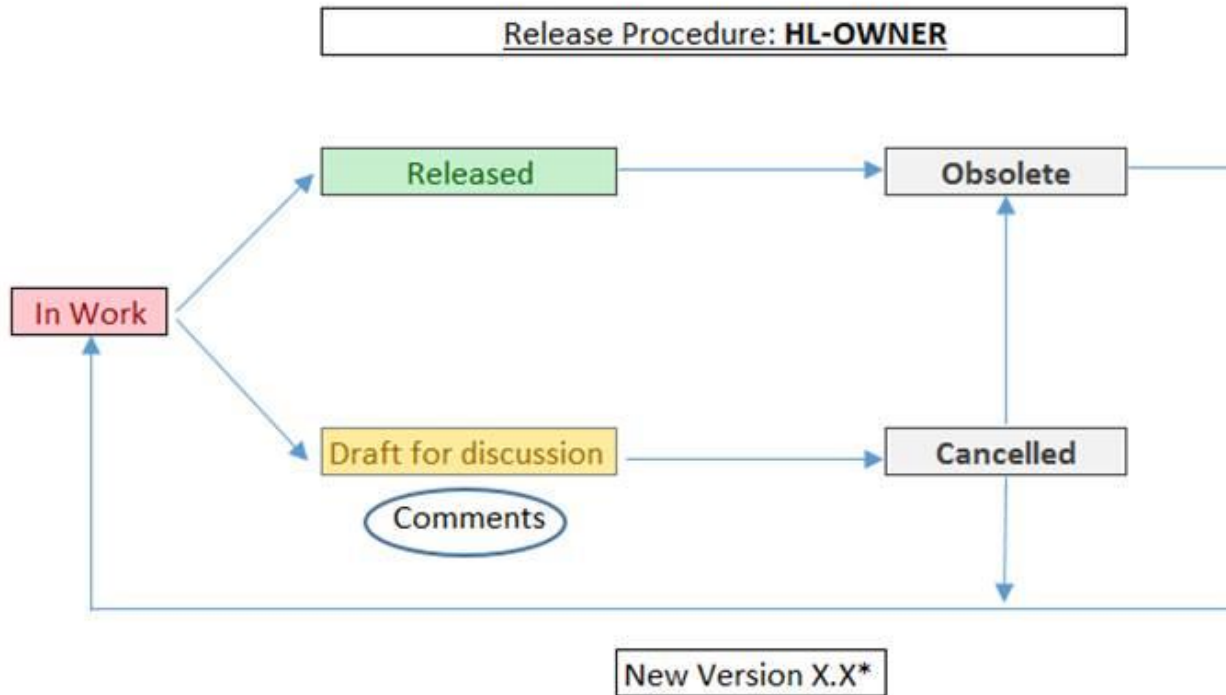 Release Procedure: HL-OWNER
Released
Obsolete
In Work
Draft for discussion
Cancelled
Comments
New Version X.X*